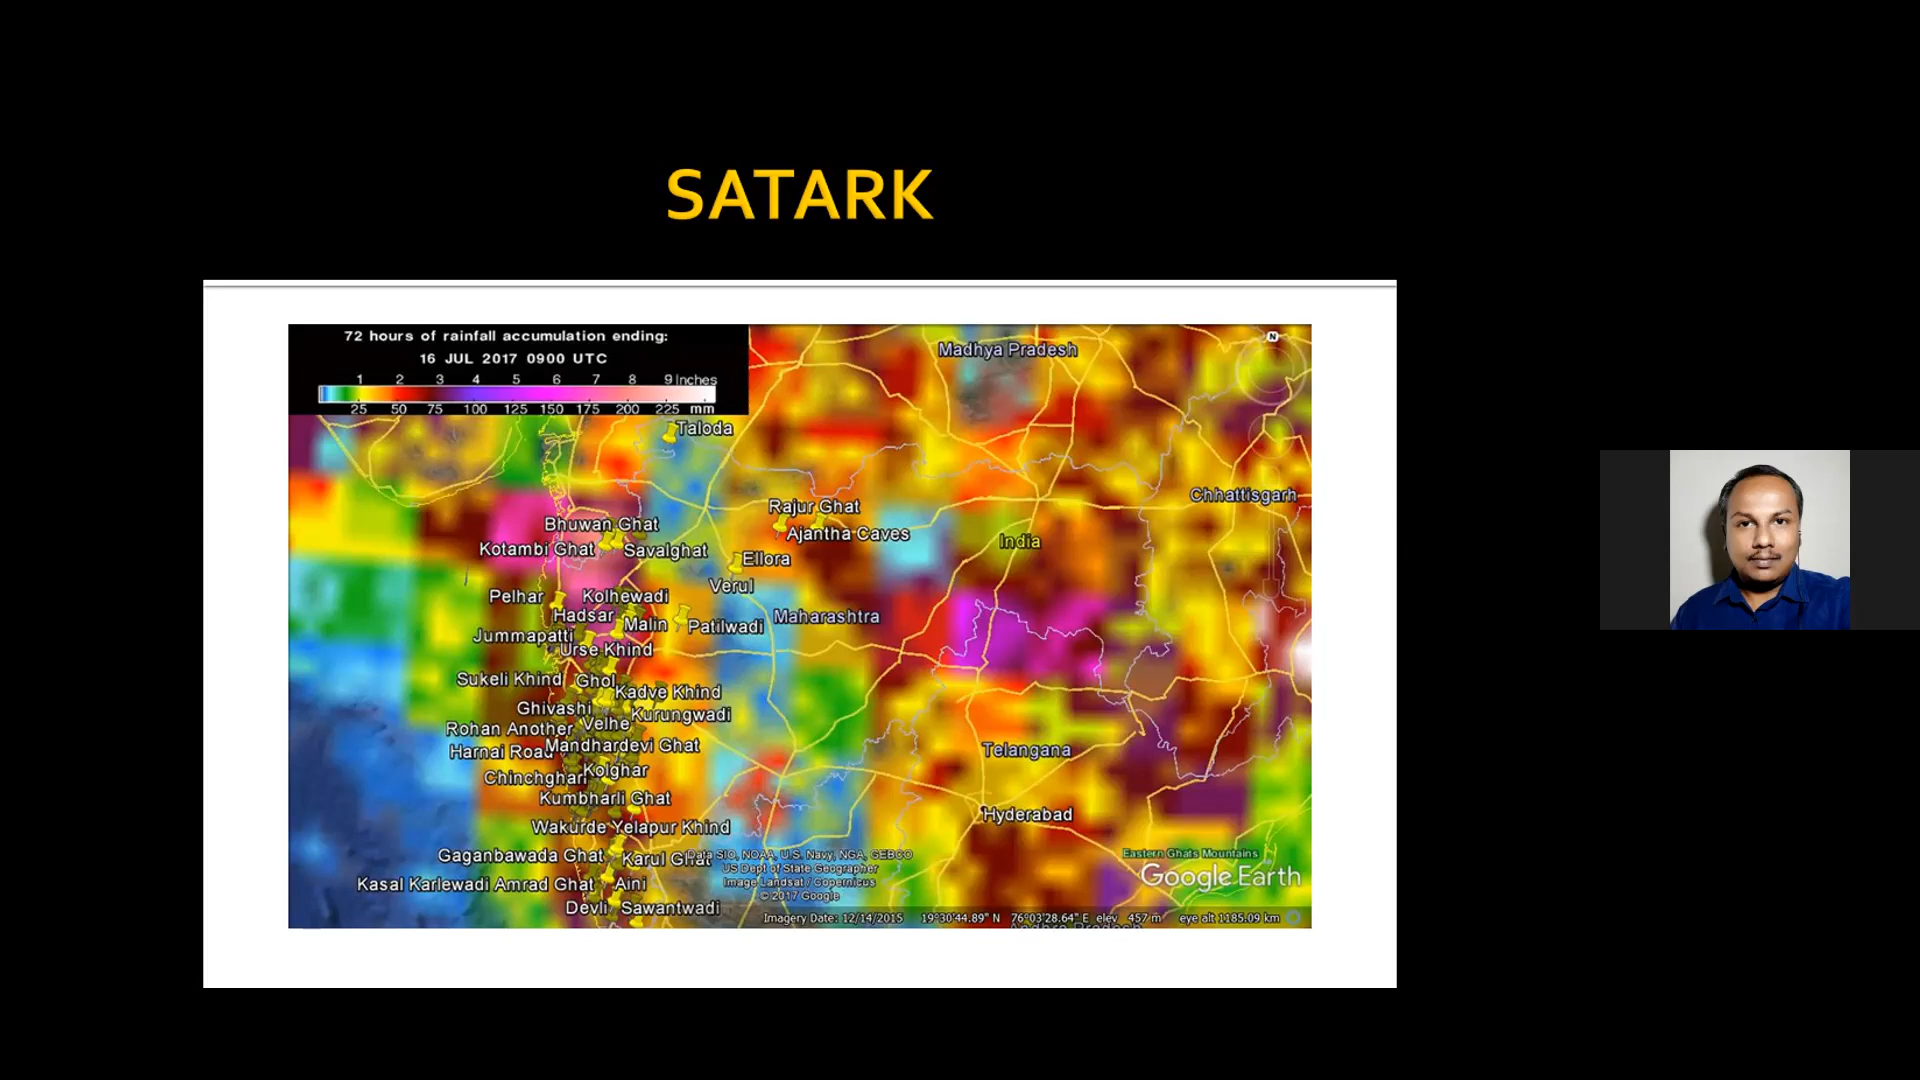 SATARK
72 hours of rainfall accumulation ending:
16 JUL 2017 0900 UTC
1 2 3 4 5 6 7 8 9 Inches
25 50 75 100 125 150 175 200 225 mm
N
Madhya Pradesh
Taloda
Chhattisgarh
Rajur Ghat
Bhuwan Ghat
Ajantha Caves
India
Kotambi Ghat
Savalghat
Ellora
Verul
Pelhar
Kolhewadi
Hadsar
Malin
Patilwadi
Maharashtra
Jummapatti
Urse Khind
Sukeli Khind
Ghol
Kadve Khind
Ghivashi
Kurungwadi
Velhe
Rohan Another
Harnai Road
Mandhardevi Ghat
Telangana
Chinchghari
Kolghar
Kumbharli Ghat
Hyderabad
Wakurde Yelapur Khind
Gaganbawada Ghat
Karul Ghat
Data SIO, NOAA, U.S. Navy, NGA, GEBCO
US Dept of State Geographer
Image Landsat / Copernicus
© 2017 Google
Eastern Ghats Mountains
Google Earth
Kasal Karlewadi Amrad Ghat
Aini
Devli
Sawantwadi
Imagery Date: 12/14/2015 19°30'44.89" N 76°03'28.64" E elev 457 m eye alt 1185.09 km
Andhra Pradesh